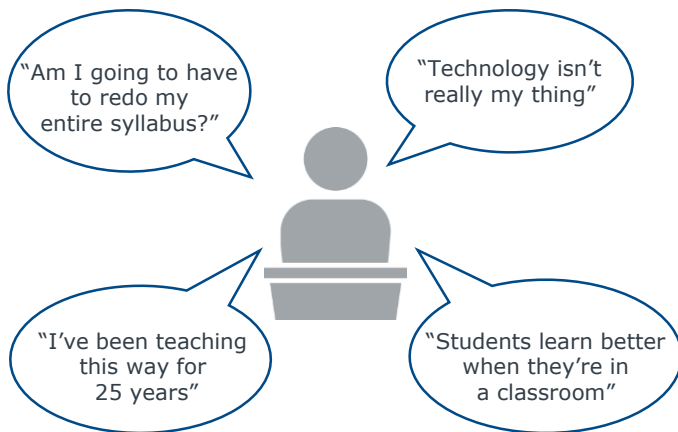 “Am I going to have
to redo my
entire syllabus?”
“Technology isn’t
really my thing”
“I’ve been teaching
this way for
25 years”
“Students learn better
when they’re in
a classroom”